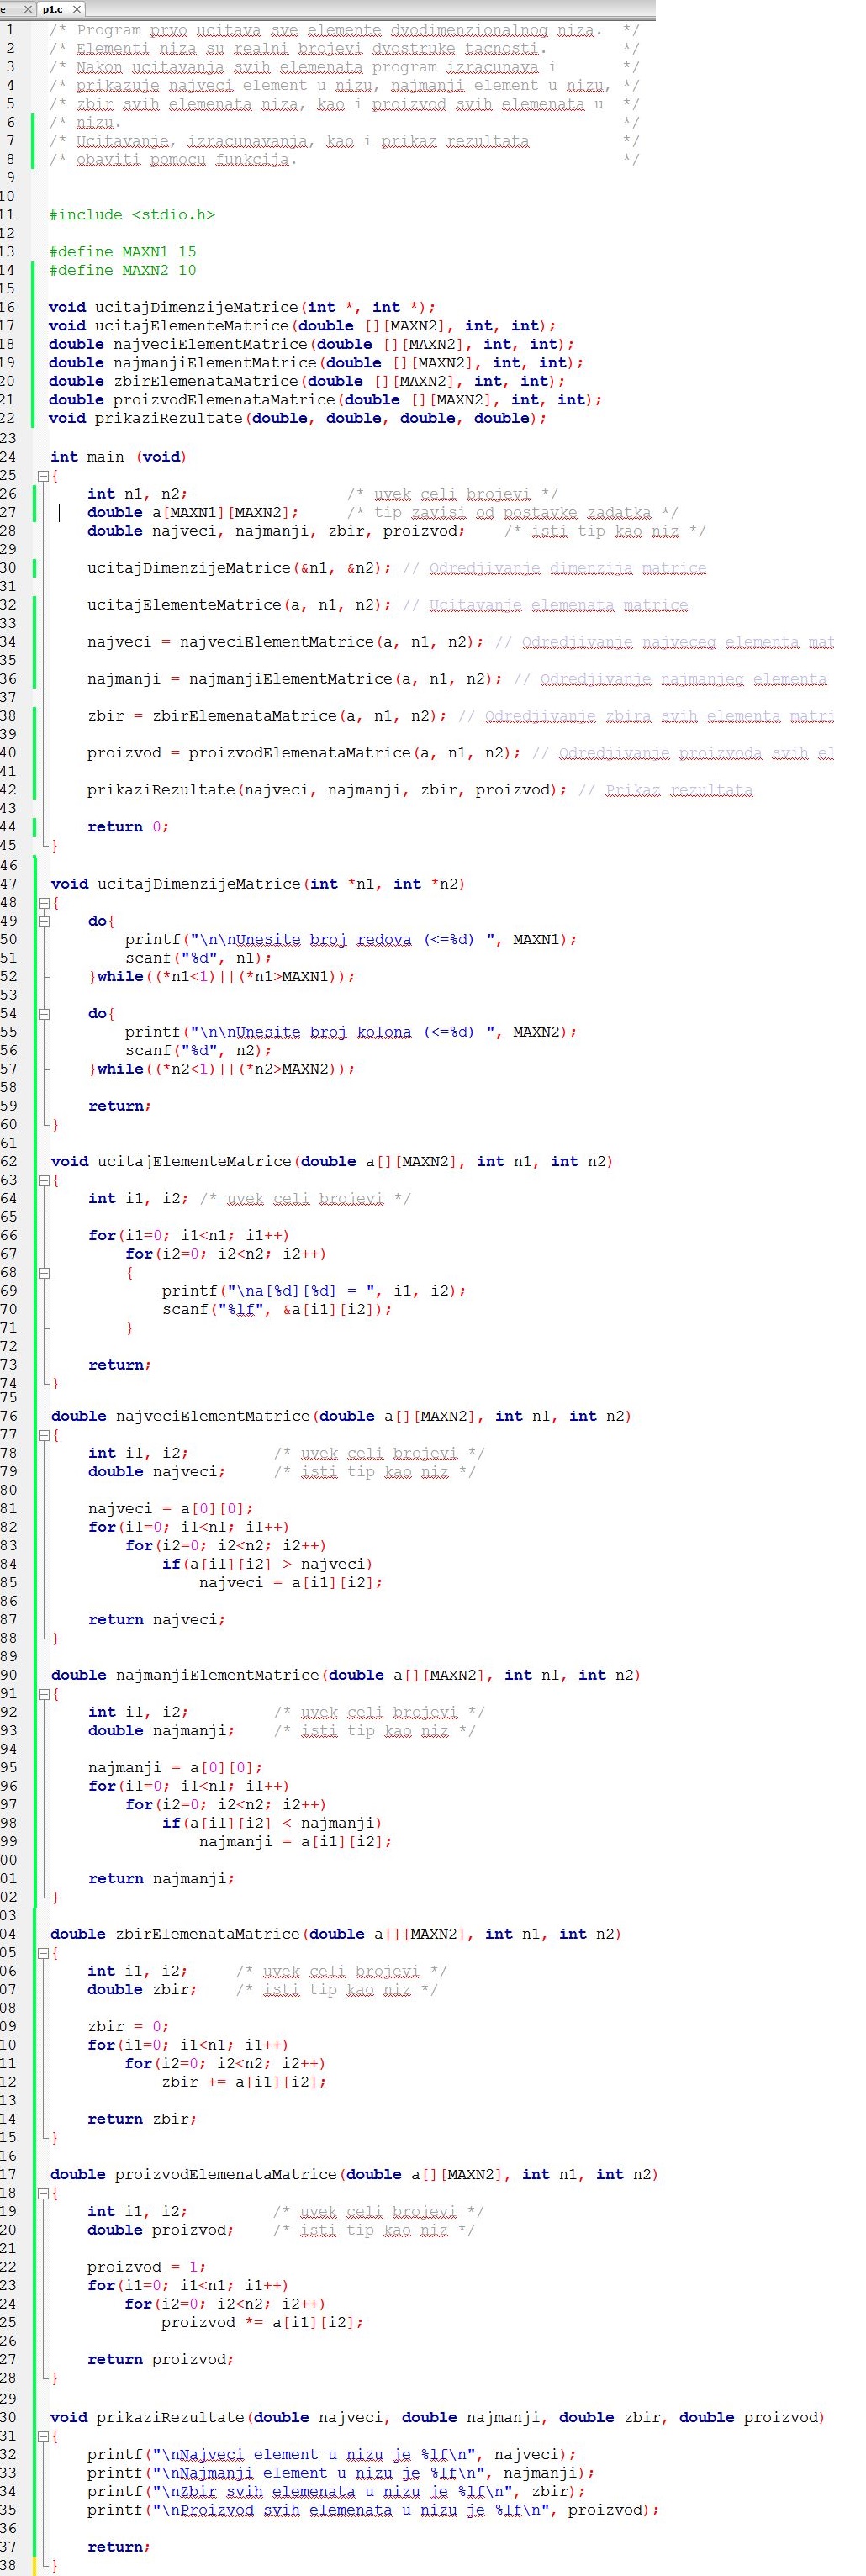 e p1.c
1 /* Program prvo ucitava sve elemente dvodimenzionalnog niza. */
2 /* Elementi niza su realni brojevi dvostruke tacnosti. */
3 /* Nakon ucitavanja svih elemenata program izracunava i */
4 /* prikazuje najveci element u nizu, najmanji element u nizu, */
5 /* zbir svih elemenata niza, kao i proizvod svih elemenata u */
6 /* nizu. */
7 /* Ucitavanje, izracunavanja, kao i prikaz rezultata */
8 /* obaviti pomocu funkcija. */
9
10
11 #include <stdio.h>
12
13 #define MAXN1 15
14 #define MAXN2 10
15
16 void ucitajDimenzijeMatrice(int *, int *);
17 void ucitajElementeMatrice(double [][MAXN2], int, int);
18 double najveciElementMatrice(double [][MAXN2], int, int);
19 double najmanjiElementMatrice(double [][MAXN2], int, int);
20 double zbirElemenataMatrice(double [][MAXN2], int, int);
21 double proizvodElemenataMatrice(double [][MAXN2], int, int);
22 void prikaziRezultate(double, double, double, double);
23
24 int main (void)
25 {
26 int n1, n2; /* uvek celi brojevi */
27 double a[MAXN1][MAXN2]; /* tip zavisi od postavke zadatka */
28 double najveci, najmanji, zbir, proizvod; /* isti tip kao niz */
29
30 ucitajDimenzijeMatrice(&n1, &n2); // Odredjivanje dimenzija matrice
31
32 ucitajElementeMatrice(a, n1, n2); // Ucitavanje elemenata matrice
33
34 najveci = najveciElementMatrice(a, n1, n2); // Odredjivanje najveceg elementa mat
35
36 najmanji = najmanjiElementMatrice(a, n1, n2); // Odredjivanje najmanjeg elementa
37
38 zbir = zbirElemenataMatrice(a, n1, n2); // Odredjivanje zbira svih elementa matri
39
40 proizvod = proizvodElemenataMatrice(a, n1, n2); // Odredjivanje proizvoda svih el
41
42 prikaziRezultate(najveci, najmanji, zbir, proizvod); // Prikaz rezultata
43
44 return 0;
45 }
46
47 void ucitajDimenzijeMatrice(int *n1, int *n2)
48 {
49 do{
50 printf("\n\nUnesite broj redova (<=%d) ", MAXN1);
51 scanf("%d", n1);
52 }while((*n1<1)||(*n1>MAXN1));
53
54 do{
55 printf("\n\nUnesite broj kolona (<=%d) ", MAXN2);
56 scanf("%d", n2);
57 }while((*n2<1)||(*n2>MAXN2));
58
59 return;
60 }
61
62 void ucitajElementeMatrice(double a[][MAXN2], int n1, int n2)
63 {
64 int i1, i2; /* uvek celi brojevi */
65
66 for(i1=0; i1<n1; i1++)
67 for(i2=0; i2<n2; i2++)
68 {
69 printf("\na[%d][%d] = ", i1, i2);
70 scanf("%lf", &a[i1][i2]);
71 }
72
73 return;
74 }
75
76 double najveciElementMatrice(double a[][MAXN2], int n1, int n2)
77 {
78 int i1, i2; /* uvek celi brojevi */
79 double najveci; /* isti tip kao niz */
80
81 najveci = a[0][0];
82 for(i1=0; i1<n1; i1++)
83 for(i2=0; i2<n2; i2++)
84 if(a[i1][i2] > najveci)
85 najveci = a[i1][i2];
86
87 return najveci;
88 }
89
90 double najmanjiElementMatrice(double a[][MAXN2], int n1, int n2)
91 {
92 int i1, i2; /* uvek celi brojevi */
93 double najmanji; /* isti tip kao niz */
94
95 najmanji = a[0][0];
96 for(i1=0; i1<n1; i1++)
97 for(i2=0; i2<n2; i2++)
98 if(a[i1][i2] < najmanji)
99 najmanji = a[i1][i2];
00
01 return najmanji;
02 }
03
04 double zbirElemenataMatrice(double a[][MAXN2], int n1, int n2)
05 {
06 int i1, i2; /* uvek celi brojevi */
07 double zbir; /* isti tip kao niz */
08
09 zbir = 0;
10 for(i1=0; i1<n1; i1++)
11 for(i2=0; i2<n2; i2++)
12 zbir += a[i1][i2];
13
14 return zbir;
15 }
16
17 double proizvodElemenataMatrice(double a[][MAXN2], int n1, int n2)
18 {
19 int i1, i2; /* uvek celi brojevi */
20 double proizvod; /* isti tip kao niz */
21
22 proizvod = 1;
23 for(i1=0; i1<n1; i1++)
24 for(i2=0; i2<n2; i2++)
25 proizvod *= a[i1][i2];
26
27 return proizvod;
28 }
29
30 void prikaziRezultate(double najveci, double najmanji, double zbir, double proizvod)
31 {
32 printf("\nNajveci element u nizu je %lf\n", najveci);
33 printf("\nNajmanji element u nizu je %lf\n", najmanji);
34 printf("\nZbir svih elemenata u nizu je %lf\n", zbir);
35 printf("\nProizvod svih elemenata u nizu je %lf\n", proizvod);
36
37 return;
38 }